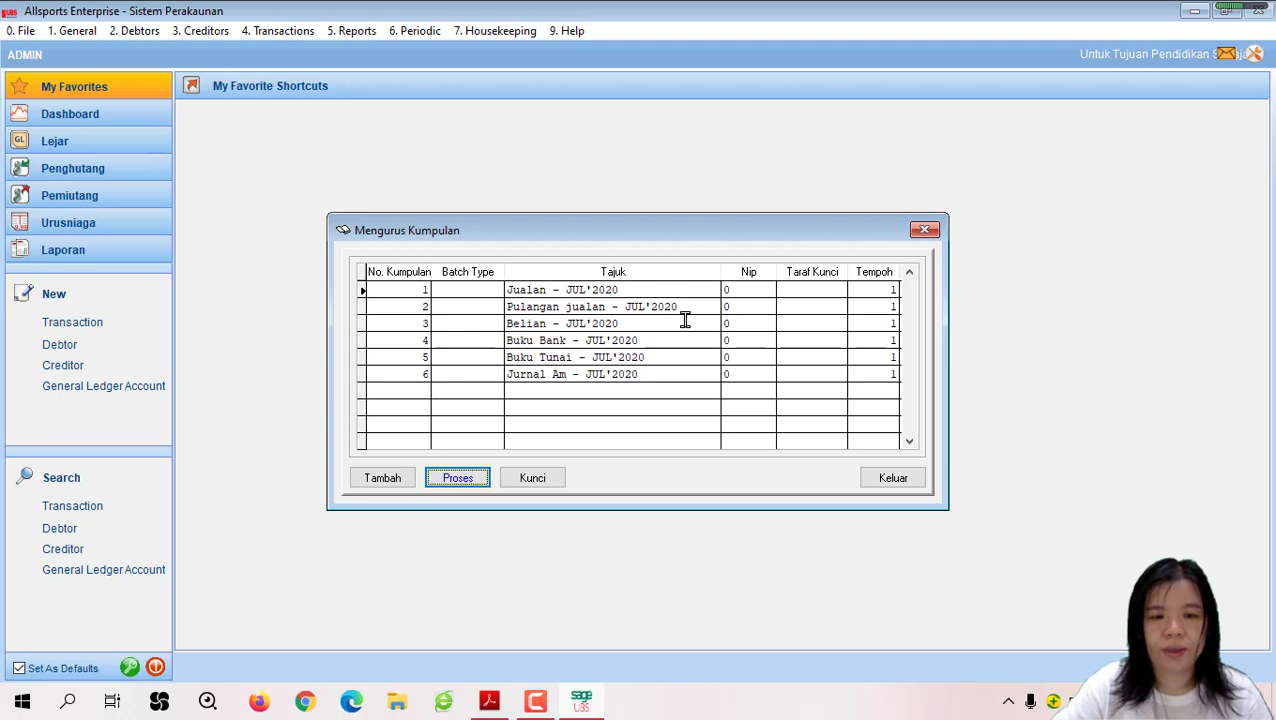 Allsports Enterprise - Sistem Perakaunan
0. File 1. General 2. Debtors 3. Creditors 4. Transactions 5. Reports 6. Periodic 7. Housekeeping 9. Help
ADMIN
Untuk Tujuan Pendidikan
My Favorites
My Favorite Shortcuts
Dashboard
GL
Lejar
Penghutang
Pemiutang
Urusniaga
Laporan
New
Transaction
Debtor
Creditor
General Ledger Account
Search
Transaction
Debtor
Creditor
General Ledger Account
Set As Defaults
Mengurus Kumpulan
No. Kumpulan Batch Type Tajuk Nip Taraf Kunci Tempoh
1 Jualan - JUL'2020 0 1
2 Pulangan jualan - JUL'2020 0 1
3 Belian - JUL'2020 0 1
4 Buku Bank - JUL'2020 0 1
5 Buku Tunai - JUL'2020 0 1
6 Jurnal Am - JUL'2020 0 1
Tambah Proses Kunci Keluar
sage
UBS